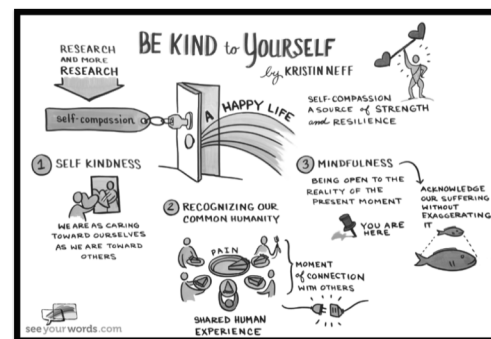 BE KIND to YOURSELF
by KRISTIN NEFF
RESEARCH
AND MORE
RESEARCH
self-compassion
A HAPPY LIFE
SELF-COMPASSION
A SOURCE of STRENGTH
and RESILIENCE
1 SELF KINDNESS
WE ARE AS CARING
TOWARD OURSELVES
AS WE ARE TOWARD
OTHERS
2 RECOGNIZING OUR
COMMON HUMANITY
PAIN
MOMENT
of CONNECTION
WITH OTHERS
SHARED HUMAN
EXPERIENCE
3 MINDFULNESS
BEING OPEN TO THE
REALITY OF THE
PRESENT MOMENT
YOU ARE
HERE
ACKNOWLEDGE
OUR SUFFERING
WITHOUT
EXAGGERATING
IT
seeyourwords.com